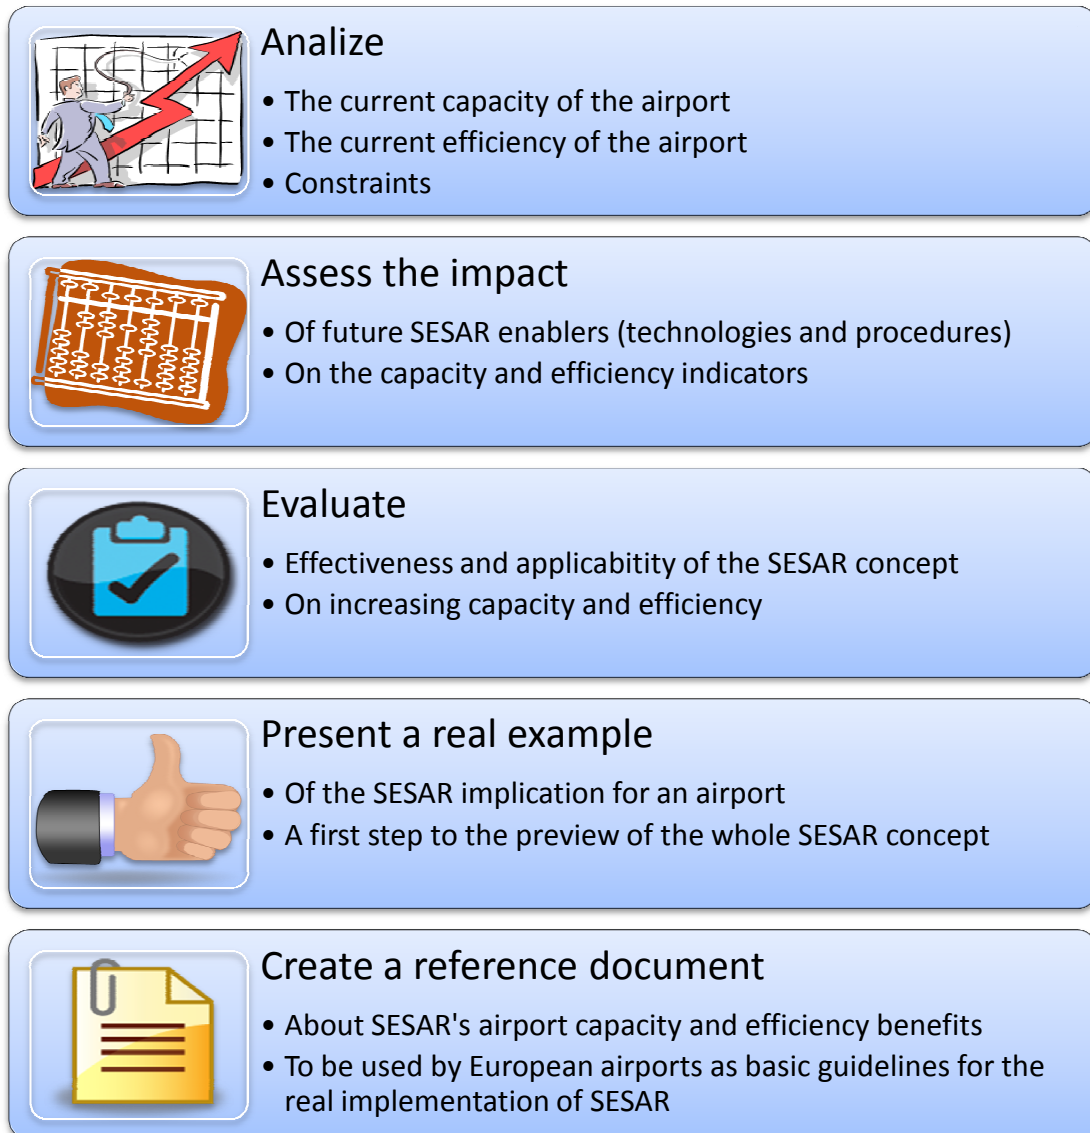 Analize
• The current capacity of the airport
• The current efficiency of the airport
• Constraints
Assess the impact
• Of future SESAR enablers (technologies and procedures)
• On the capacity and efficiency indicators
Evaluate
• Effectiveness and applicabitity of the SESAR concept
• On increasing capacity and efficiency
Present a real example
• Of the SESAR implication for an airport
• A first step to the preview of the whole SESAR concept
Create a reference document
• About SESAR's airport capacity and efficiency benefits
• To be used by European airports as basic guidelines for the
real implementation of SESAR